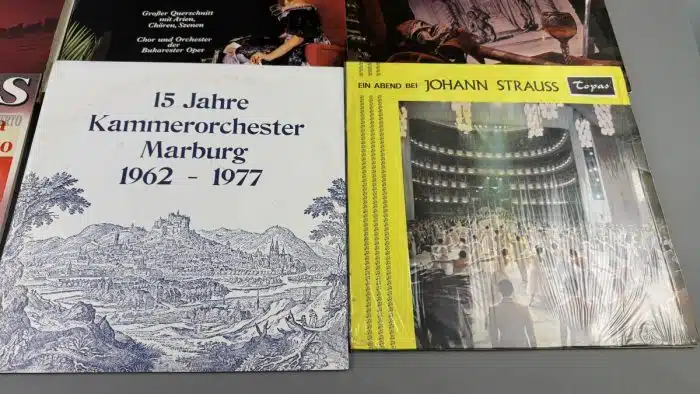 Großer Querschnitt
mit Arien,
Chören, Szenen
Chor und Orchester
der
Bukarester Oper
S
15 Jahre
Kammerorchester
Marburg
1962 - 1977
EIN ABEND BEI JOHANN STRAUSS
Topas